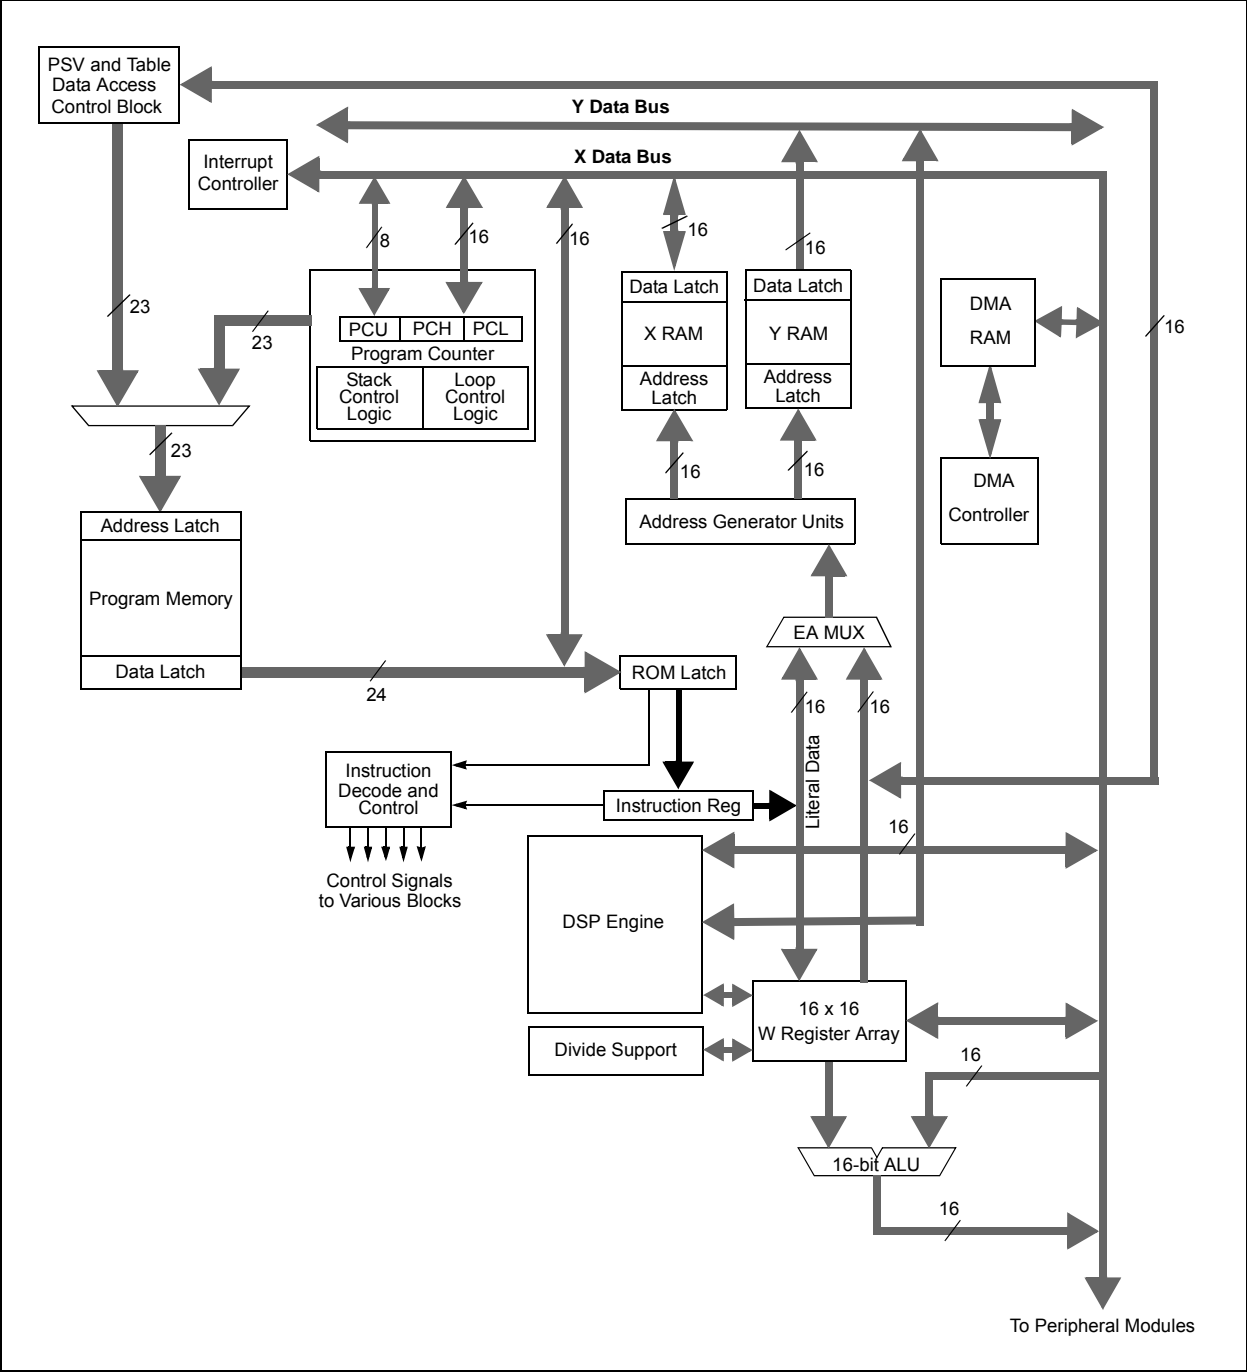 PSV and Table
Data Access
Control Block
Y Data Bus
X Data Bus
Interrupt
Controller
8
16
16
16
16
23
23
23
PCU
PCH
PCL
Program Counter
Stack
Control
Logic
Loop
Control
Logic
Data Latch
X RAM
Address
Latch
Data Latch
Y RAM
Address
Latch
DMA
RAM
16
16
16
DMA
Controller
Address Generator Units
Address Latch
Program Memory
Data Latch
24
EA MUX
ROM Latch
16
16
Literal Data
Instruction
Decode and
Control
Instruction Reg
Control Signals
to Various Blocks
16
DSP Engine
16 x 16
W Register Array
Divide Support
16
16-bit ALU
16
To Peripheral Modules